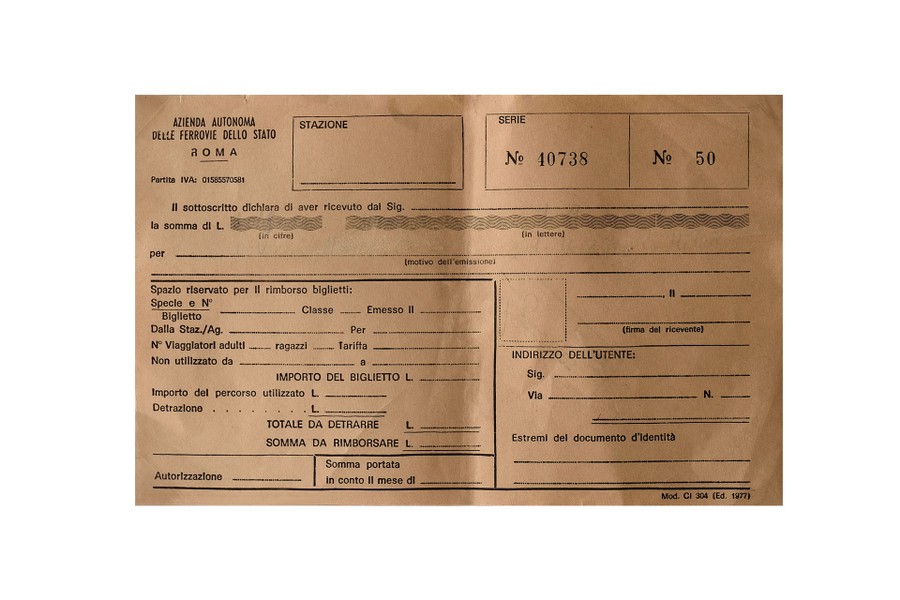 AZIENDA AUTONOMA
DELLE FERROVIE DELLO STATO
ROMA
Partita IVA: 01585570581
STAZIONE
SERIE
№ 40738
№ 50
Il sottoscritto dichiara di aver ricevuto dal Sig.
la somma di L.
(in cifre)
(in lettere)
per
(motivo dell'emissione)
Spazio riservato per il rimborso biglietti:
Specie e N°
Biglietto
Classe
Emesso il
Dalla Staz./Ag.
Per
N° Viaggiatori adulti
ragazzi
Tariffa
Non utilizzato da
a
IMPORTO DEL BIGLIETTO L.
Importo del percorso utilizzato L.
Detrazione . . . . . . . . L.
TOTALE DA DETRARRE L.
SOMMA DA RIMBORSARE L.
Autorizzazione
Somma portata
in conto il mese di
, il
(firma del ricevente)
INDIRIZZO DELL'UTENTE:
Sig.
Via
N.
Estremi del documento d'identità
Mod. CI 304 (Ed. 1977)